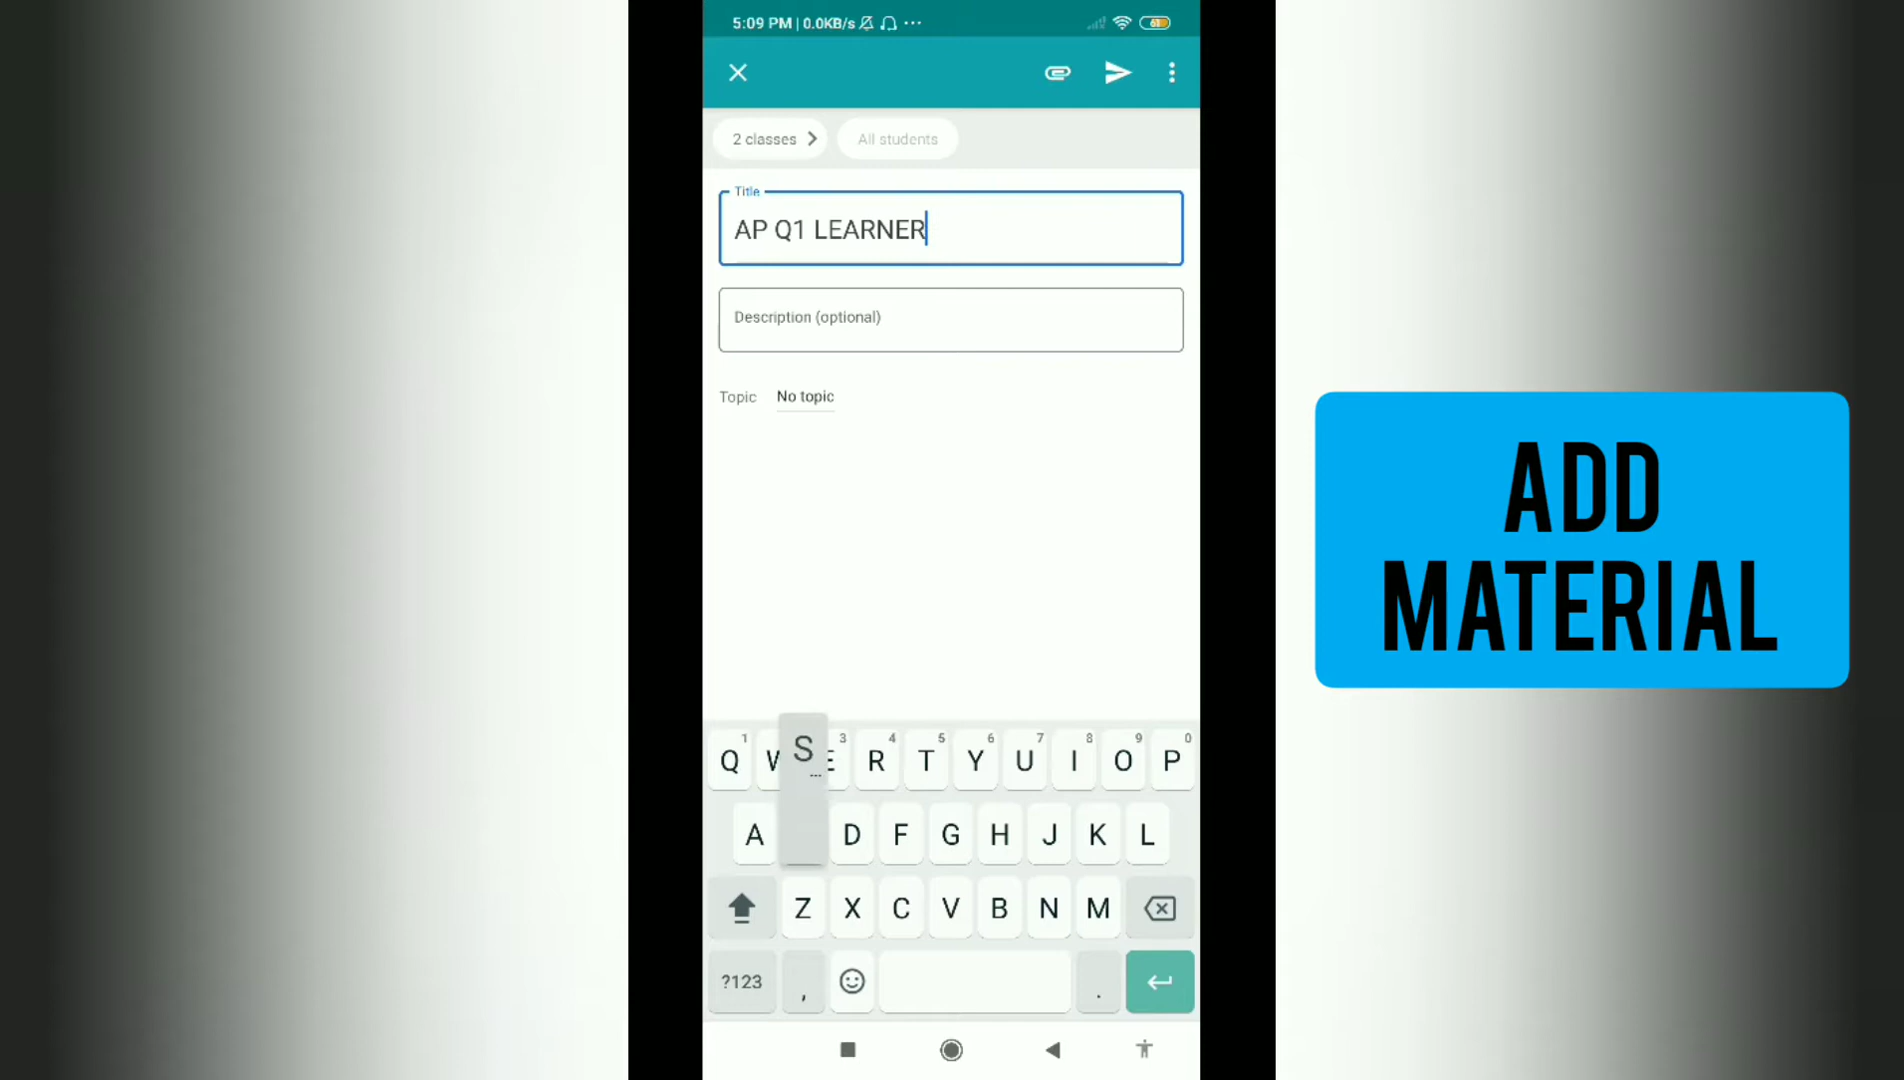 5:09 PM | 0.0KB/s ...
61
2 classes
All students
Title
AP Q1 LEARNER
Description (optional)
Topic No topic
1 3 4 5 6 7 8 9 0
Q W S E R T Y U I O P
A D F G H J K L
Z X C V B N M
?123 , .
ADD
MATERIAL